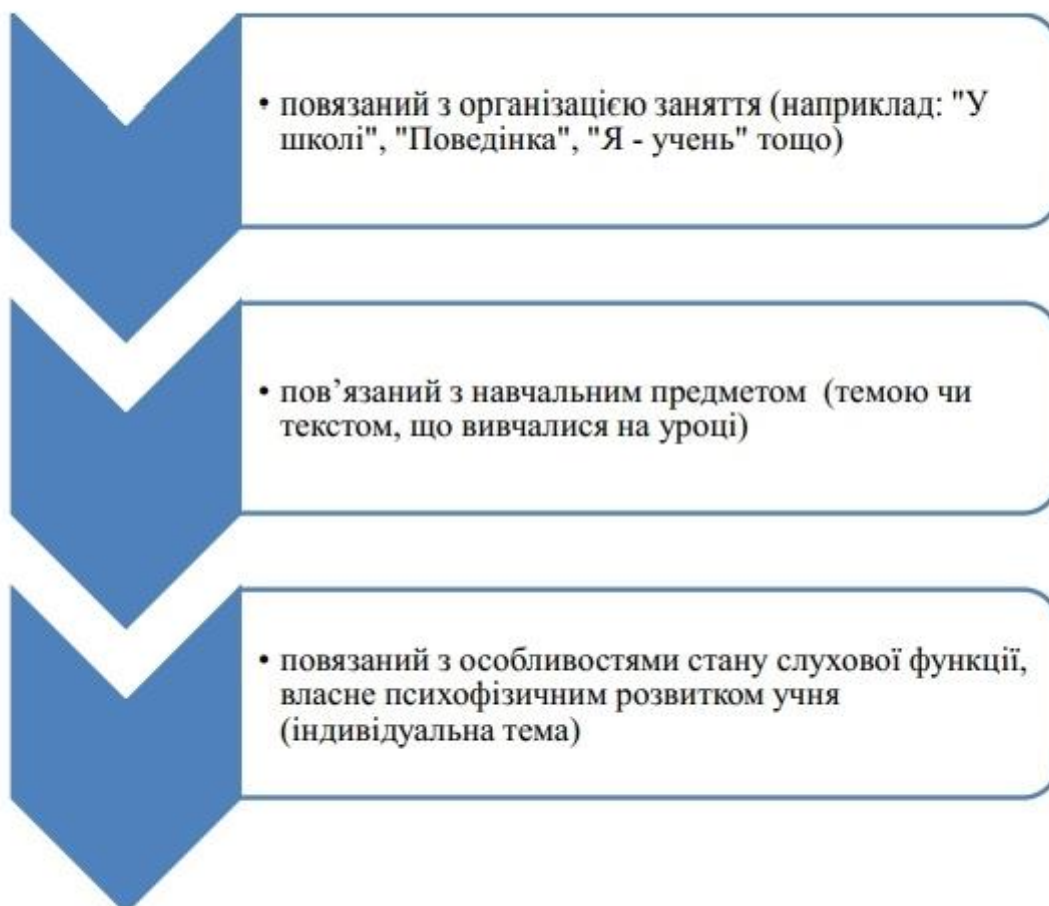 • повязаний з організацією заняття (наприклад: "У
школі", "Поведінка", "Я - учень" тощо)
• пов’язаний з навчальним предметом (темою чи
текстом, що вивчалися на уроці)
• повязаний з особливостями стану слухової функції,
власне психофізичним розвитком учня
(індивідуальна тема)